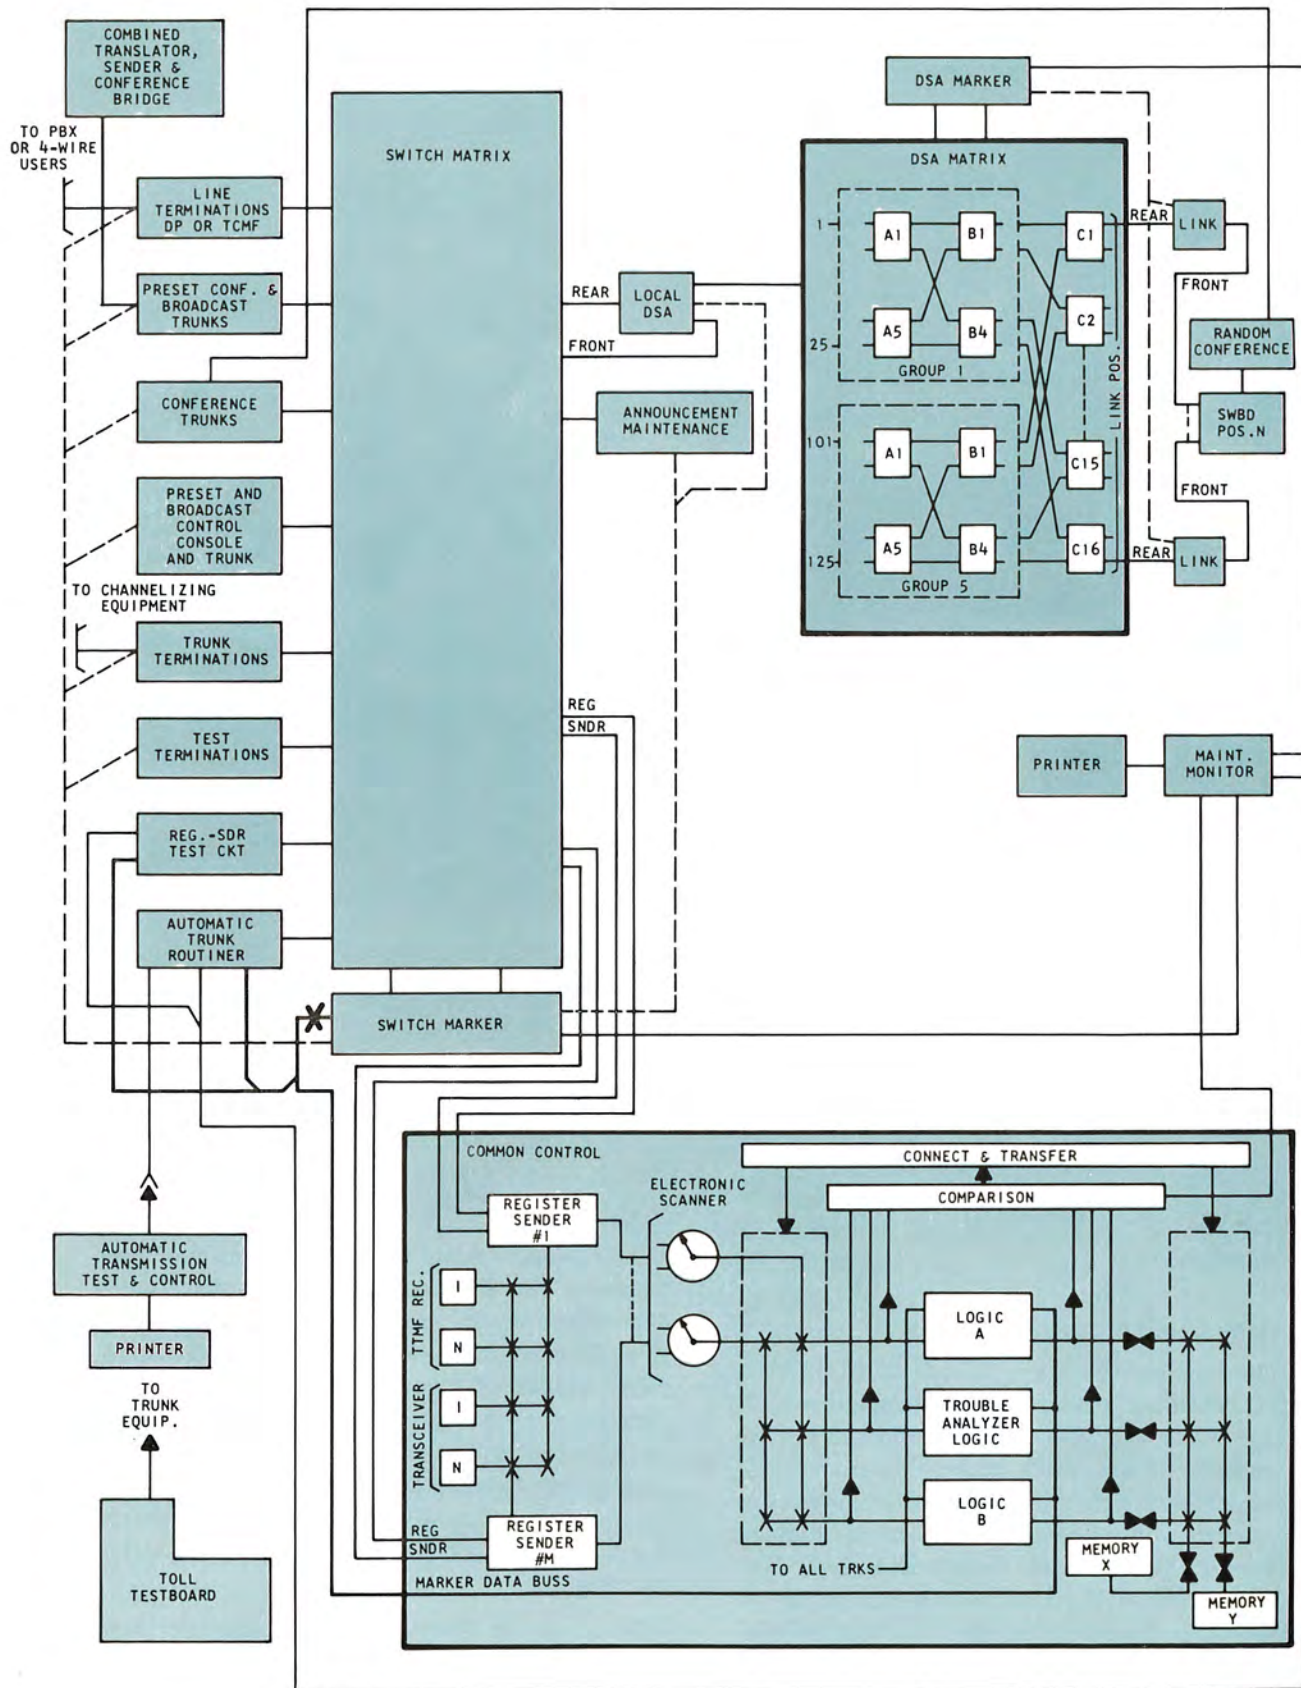 COMBINED
TRANSLATOR,
SENDER &
CONFERENCE
BRIDGE
TO PBX
OR 4-WIRE
USERS
LINE
TERMINATIONS
DP OR TCMF
PRESET CONF. &
BROADCAST
TRUNKS
CONFERENCE
TRUNKS
PRESET AND
BROADCAST
CONTROL
CONSOLE
AND TRUNK
TO CHANNELIZING
EQUIPMENT
TRUNK
TERMINATIONS
TEST
TERMINATIONS
REG.-SDR
TEST CKT
AUTOMATIC
TRUNK
ROUTINER
SWITCH MATRIX
SWITCH MARKER
REAR
FRONT
LOCAL
DSA
ANNOUNCEMENT
MAINTENANCE
REG
SNDR
DSA MARKER
DSA MATRIX
1
A1
B1
C1
C2
25
A5
B4
GROUP 1
101
A1
B1
C15
125
A5
B4
C16
GROUP 5
LINK POS.
REAR
LINK
FRONT
RANDOM
CONFERENCE
SWBD
POS.N
FRONT
REAR
LINK
PRINTER
MAINT.
MONITOR
AUTOMATIC
TRANSMISSION
TEST & CONTROL
PRINTER
TO
TRUNK
EQUIP.
TOLL
TESTBOARD
COMMON CONTROL
REGISTER
SENDER
#1
ELECTRONIC
SCANNER
CONNECT & TRANSFER
COMPARISON
TTMF REC.
I
N
TRANSCEIVER
I
N
LOGIC
A
TROUBLE
ANALYZER
LOGIC
LOGIC
B
REG
SNDR
REGISTER
SENDER
#M
MARKER DATA BUSS
TO ALL TRKS
MEMORY
X
MEMORY
Y